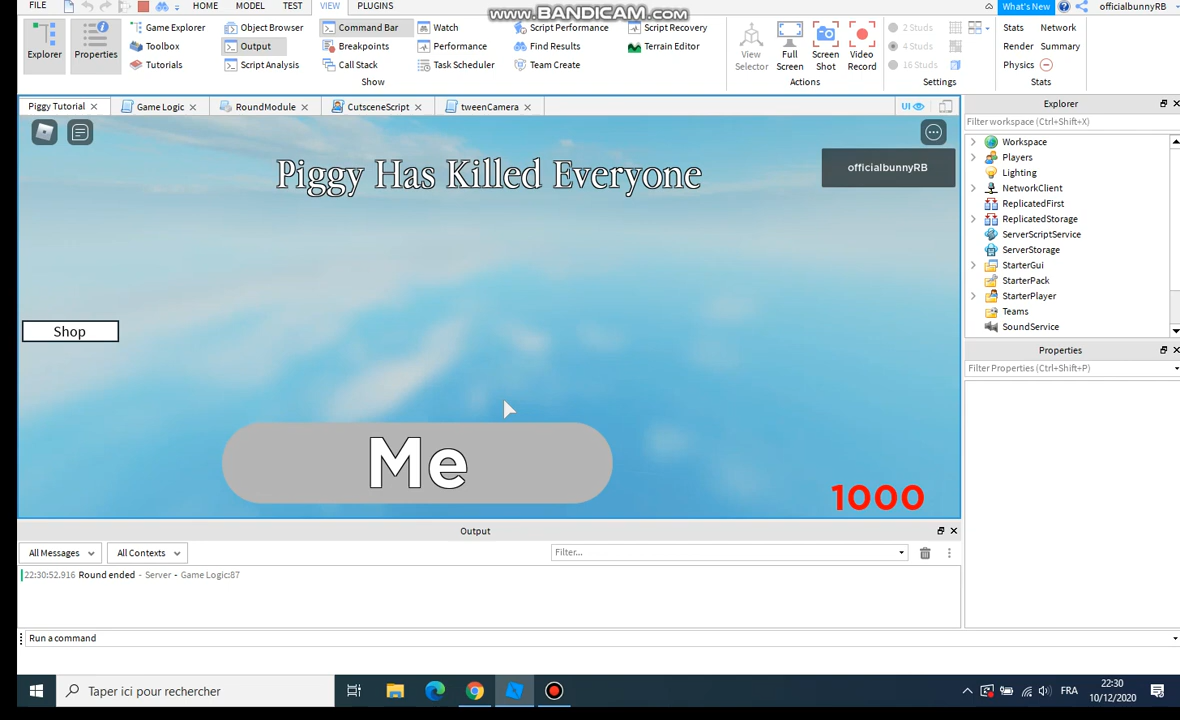 www.BANDICAM.com
FILE HOME MODEL TEST VIEW PLUGINS What's New officialbunnyRB
Game Explorer Object Browser Command Bar Watch Script Performance Script Recovery 2 Studs Stats Network
Toolbox Output Breakpoints Performance Find Results Terrain Editor 4 Studs Render Summary
Tutorials Script Analysis Call Stack Task Scheduler Team Create 16 Studs Physics
Explorer Properties View Selector Full Screen Screen Shot Video Record
Show Actions Settings Stats
Piggy Tutorial Game Logic RoundModule CutsceneScript tweenCamera UI
Explorer
Filter workspace (Ctrl+Shift+X)
Workspace
Players
Lighting
NetworkClient
ReplicatedFirst
ReplicatedStorage
ServerScriptService
ServerStorage
StarterGui
StarterPack
StarterPlayer
Teams
SoundService
Properties
Filter Properties (Ctrl+Shift+P)
Piggy Has Killed Everyone
officialbunnyRB
Shop
Me
1000
Output
All Messages All Contexts Filter...
22:30:52.916 Round ended - Server - Game Logic:87
Run a command
Taper ici pour rechercher
FRA
22:30
10/12/2020